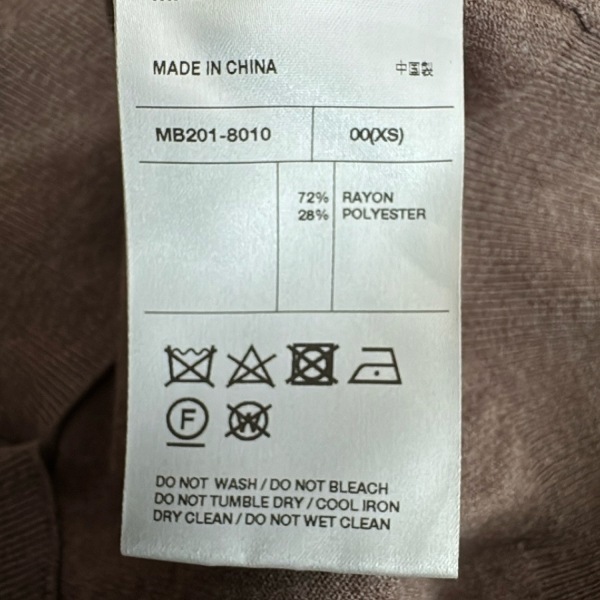 MADE IN CHINA 中国製
MB201-8010 00(XS)
72% RAYON
28% POLYESTER
F
W
DO NOT WASH / DO NOT BLEACH
DO NOT TUMBLE DRY / COOL IRON
DRY CLEAN / DO NOT WET CLEAN